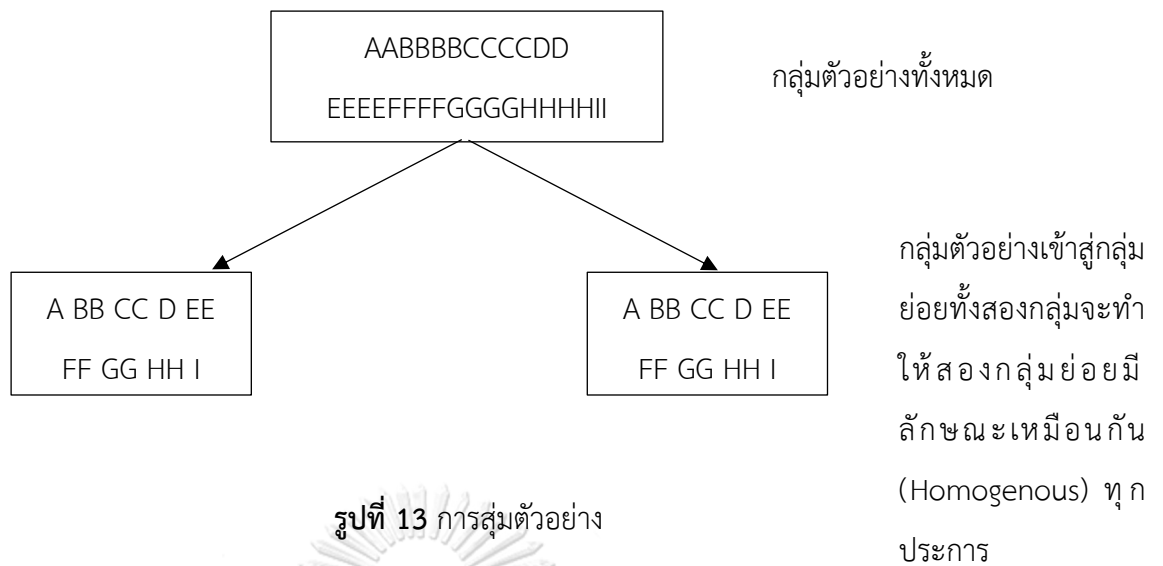 AABBBBCCCCDD
EEEEFFFFGGGGHHHHII
กลุ่มตัวอย่างทั้งหมด
A BB CC D EE
FF GG HH I
A BB CC D EE
FF GG HH I
กลุ่มตัวอย่างเข้าสู่กลุ่ม
ย่อยทั้งสองกลุ่มจะทำ
ให้สองกลุ่มย่อยมี
ลักษณะเหมือนกัน
(Homogenous) ทุก
ประการ
รูปที่ 13 การสุ่มตัวอย่าง